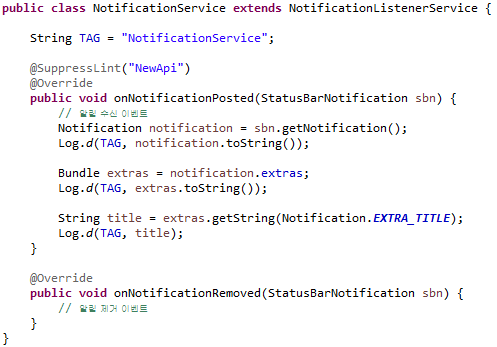 public class NotificationService extends NotificationListenerService {
String TAG = "NotificationService";
@SuppressLint("NewApi")
@Override
public void onNotificationPosted(StatusBarNotification sbn) {
// 알림 수신 이벤트
Notification notification = sbn.getNotification();
Log.d(TAG, notification.toString());
Bundle extras = notification.extras;
Log.d(TAG, extras.toString());
String title = extras.getString(Notification.EXTRA_TITLE);
Log.d(TAG, title);
}
@Override
public void onNotificationRemoved(StatusBarNotification sbn) {
// 알림 제거 이벤트
}
}